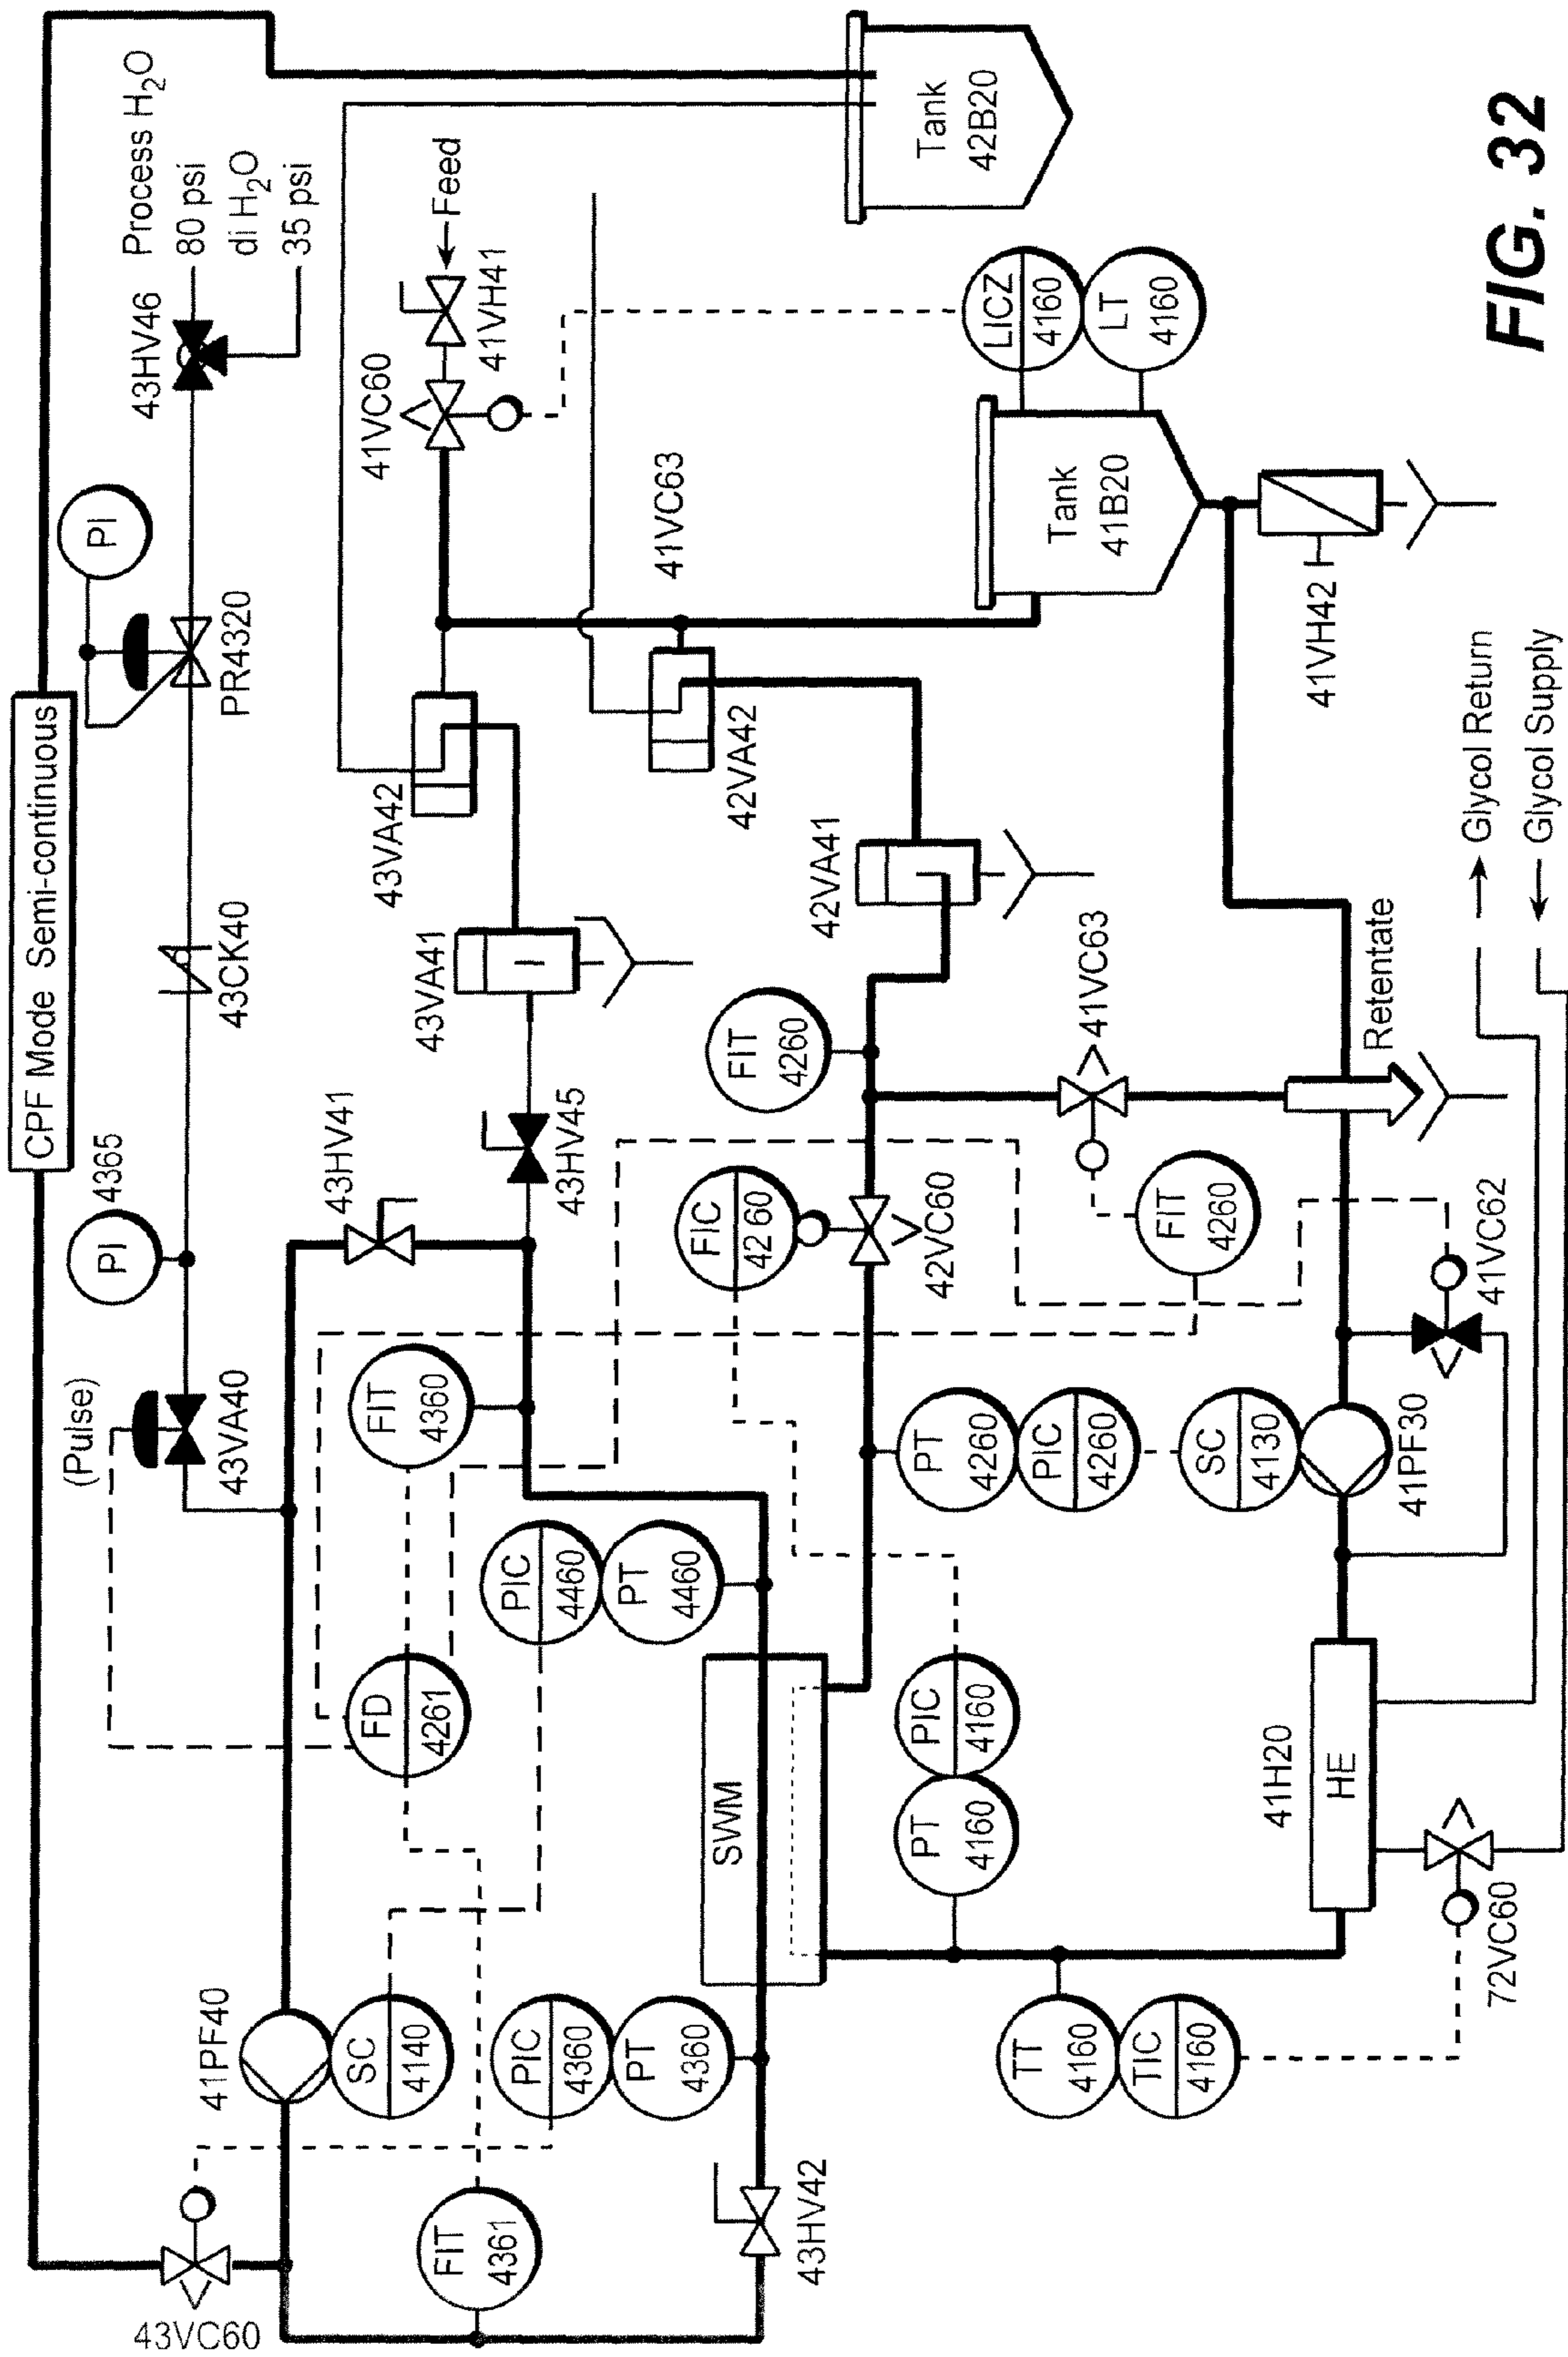 CPF Mode Semi-continuous
Process H2O
80 psi
di H2O
35 psi
43HV46
PI
PR4320
43CK40
PI
4365
(Pulse)
43VA40
43HV41
41PF40
SC
4140
43VC60
FIT
4361
43HV42
PIC
4360
PT
4360
FD
4261
FIT
4360
PIC
4460
PT
4460
43HV45
43VA41
43VA42
41VC60
Feed
41VH41
41VC63
42VA42
42VA41
FIT
4260
FIC
42 60
42VC60
41VC63
FIT
4260
SWM
PT
4160
PIC
4160
PT
4260
PIC
4260
SC
4130
41PF30
41VC62
TT
4160
TIC
4160
41H20
HE
72VC60
Retentate
Tank
41B20
LICZ
4160
LT
4160
41VH42
Tank
42B20
Glycol Return
Glycol Supply
FIG. 32